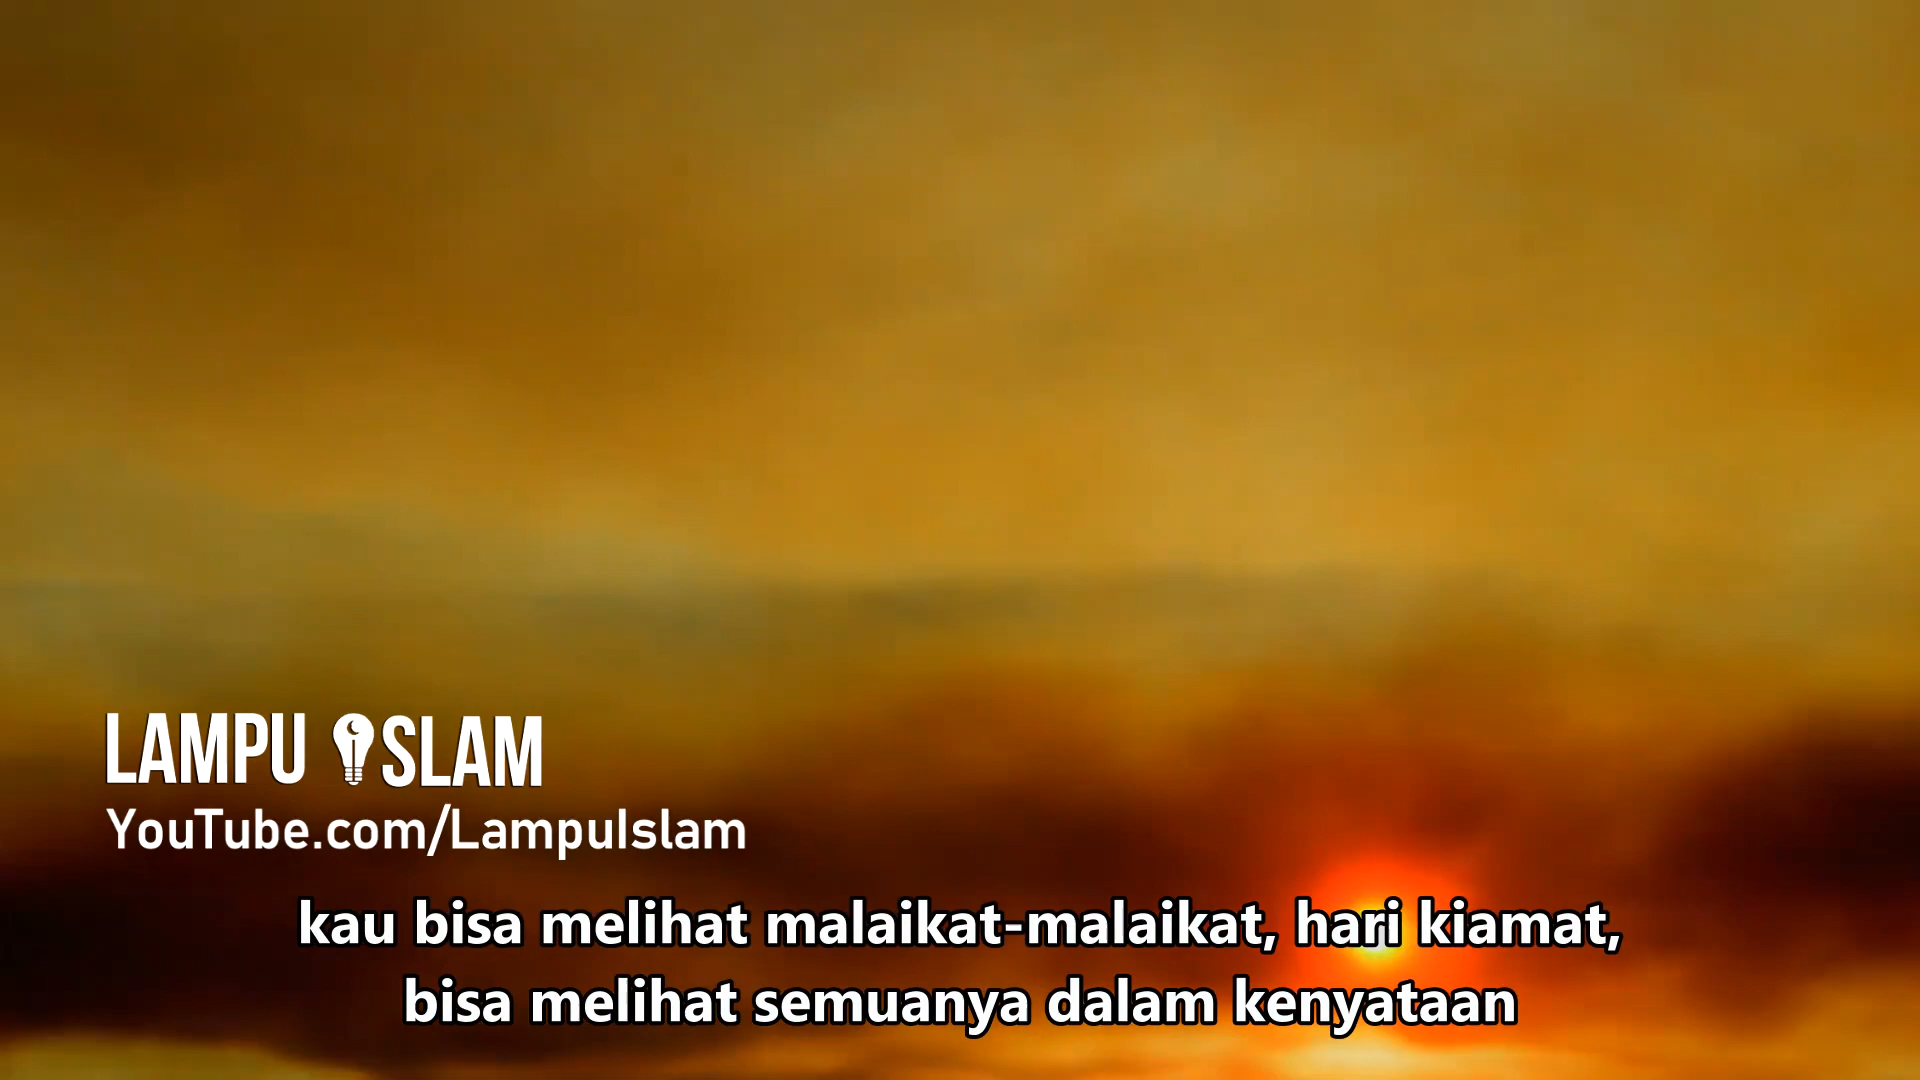 LAMPU ISLAM
YouTube.com/LampuIslam
kau bisa melihat malaikat-malaikat, hari kiamat,
bisa melihat semuanya dalam kenyataan